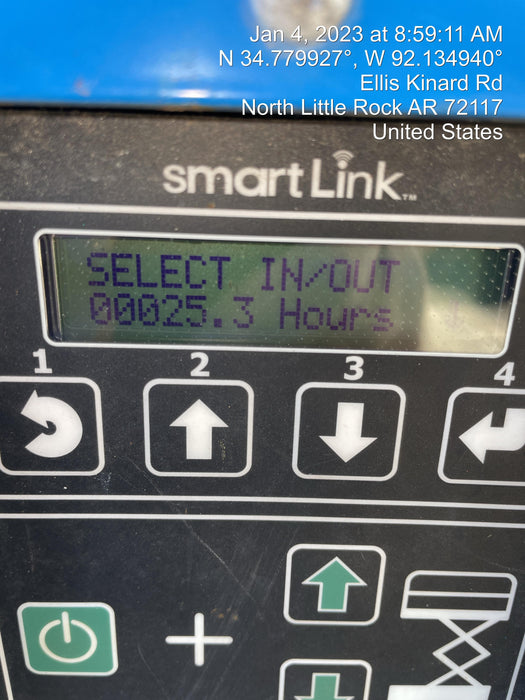 Jan 4, 2023 at 8:59:11 AM
N 34.779927°, W 92.134940°
Ellis Kinard Rd
North Little Rock AR 72117
United States
smartLink™
SELECT IN/OUT
00025.3 Hours
1 2 3 4